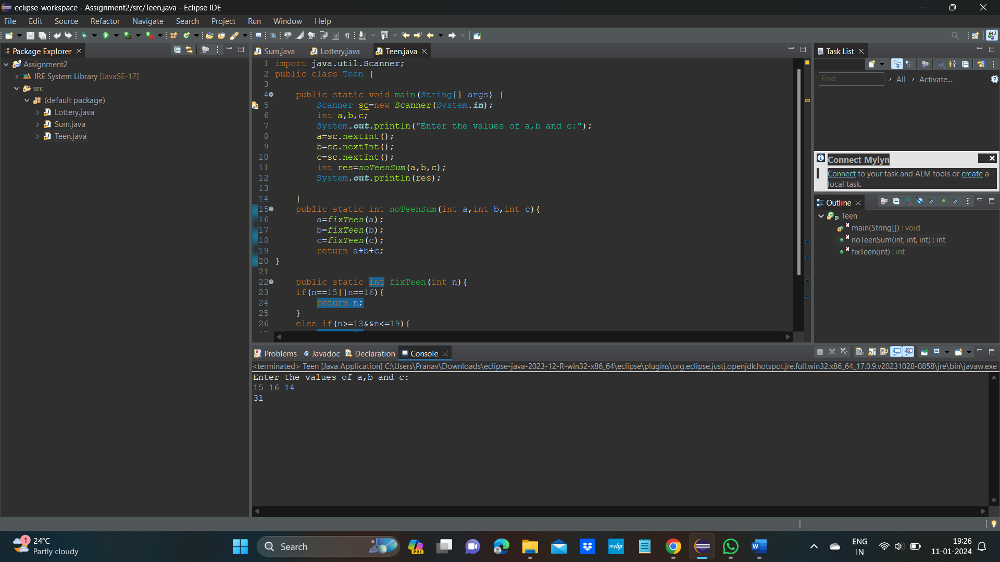 eclipse-workspace - Assignment2/src/Teen.java - Eclipse IDE
File Edit Source Refactor Navigate Search Project Run Window Help
Package Explorer
Assignment2
JRE System Library [JavaSE-17]
src
(default package)
Lottery.java
Sum.java
Teen.java
Sum.java Lottery.java Teen.java
1 import java.util.Scanner;
2 public class Teen {
3
4 public static void main(String[] args) {
5 Scanner sc=new Scanner(System.in);
6 int a,b,c;
7 System.out.println("Enter the values of a,b and c:");
8 a=sc.nextInt();
9 b=sc.nextInt();
10 c=sc.nextInt();
11 int res=noTeenSum(a,b,c);
12 System.out.println(res);
13
14 }
15 public static int noTeenSum(int a,int b,int c){
16 a=fixTeen(a);
17 b=fixTeen(b);
18 c=fixTeen(c);
19 return a+b+c;
20 }
21
22 public static int fixTeen(int n){
23 if(n==15||n==16){
24 return n;
25 }
26 else if(n>=13&&n<=19){
Task List
Find All Activate...
Connect Mylyn
Connect to your task and ALM tools or create a
local task.
Outline
Teen
main(String[]) : void
noTeenSum(int, int, int) : int
fixTeen(int) : int
Problems Javadoc Declaration Console
<terminated> Teen [Java Application] C:\Users\Pranav\Downloads\eclipse-java-2023-12-R-win32-x86_64\eclipse\plugins\org.eclipse.justj.openjdk.hotspot.jre.full.win32.x86_64_17.0.9.v20231028-0858\jre\bin\javaw.exe
Enter the values of a,b and c:
15 16 14
31
1
24°C
Partly cloudy
Search
PRE
myhp
W
ENG
IN
19:26
11-01-2024